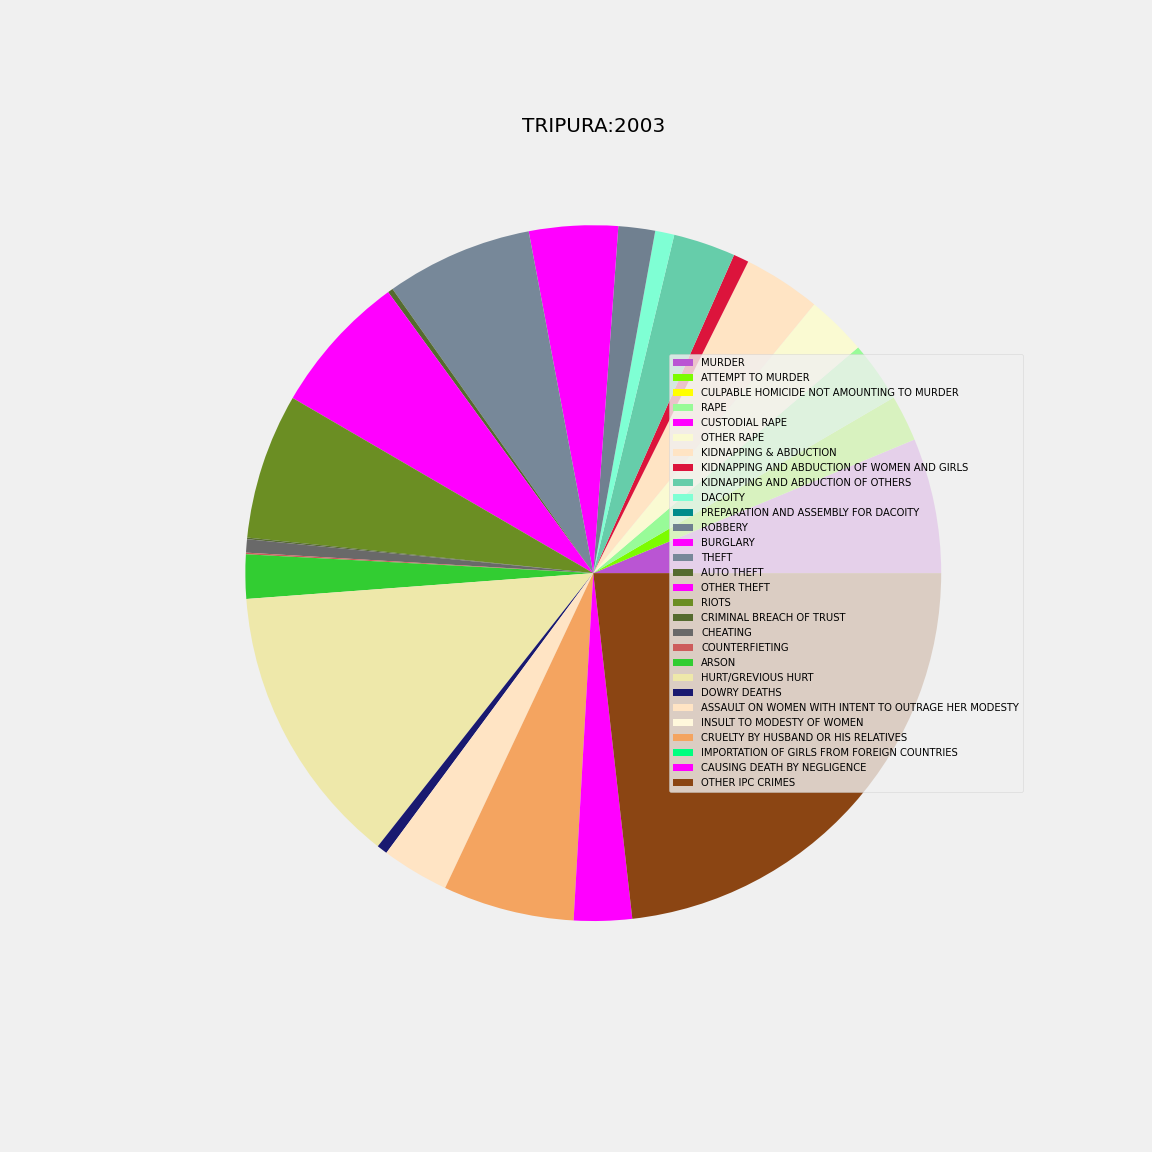 TRIPURA:2003
MURDER
ATTEMPT TO MURDER
CULPABLE HOMICIDE NOT AMOUNTING TO MURDER
RAPE
CUSTODIAL RAPE
OTHER RAPE
KIDNAPPING & ABDUCTION
KIDNAPPING AND ABDUCTION OF WOMEN AND GIRLS
KIDNAPPING AND ABDUCTION OF OTHERS
DACOITY
PREPARATION AND ASSEMBLY FOR DACOITY
ROBBERY
BURGLARY
THEFT
AUTO THEFT
OTHER THEFT
RIOTS
CRIMINAL BREACH OF TRUST
CHEATING
COUNTERFIETING
ARSON
HURT/GREVIOUS HURT
DOWRY DEATHS
ASSAULT ON WOMEN WITH INTENT TO OUTRAGE HER MODESTY
INSULT TO MODESTY OF WOMEN
CRUELTY BY HUSBAND OR HIS RELATIVES
IMPORTATION OF GIRLS FROM FOREIGN COUNTRIES
CAUSING DEATH BY NEGLIGENCE
OTHER IPC CRIMES